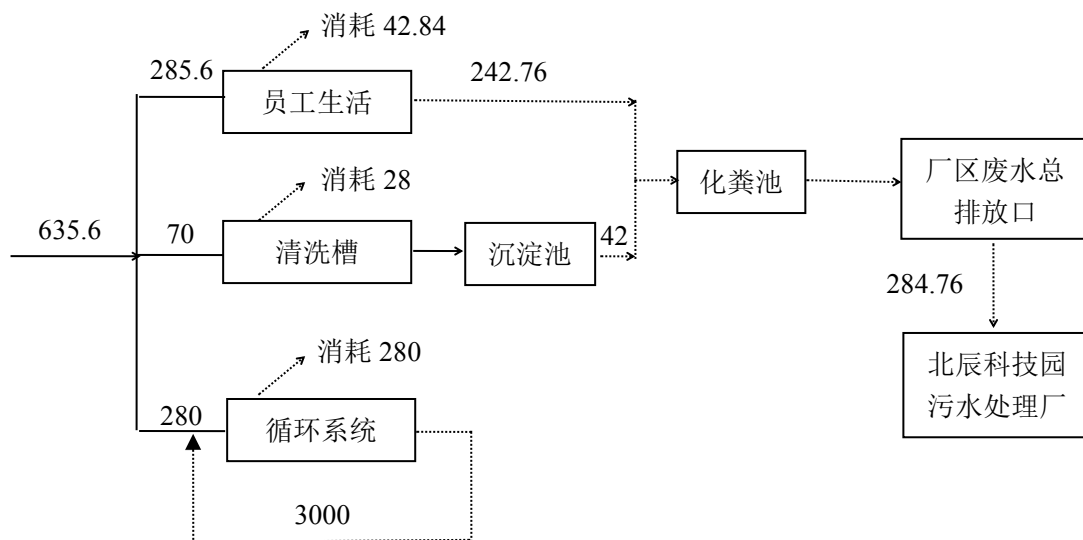 消耗 42.84
285.6
员工生活
242.76
消耗 28
635.6
70
清洗槽
沉淀池
42
化粪池
厂区废水总
排放口
284.76
北辰科技园
污水处理厂
消耗 280
280
循环系统
3000